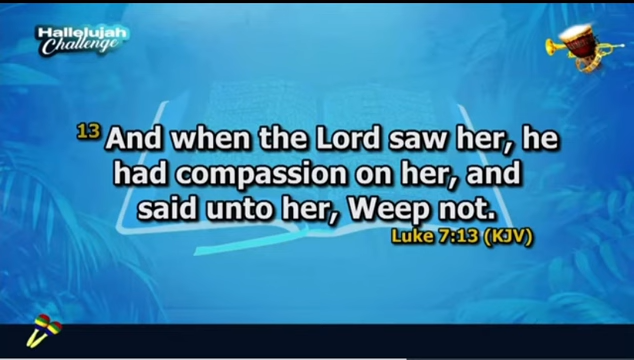 Hallelujah
Challenge
13 And when the Lord saw her, he
had compassion on her, and
said unto her, Weep not.
Luke 7:13 (KJV)